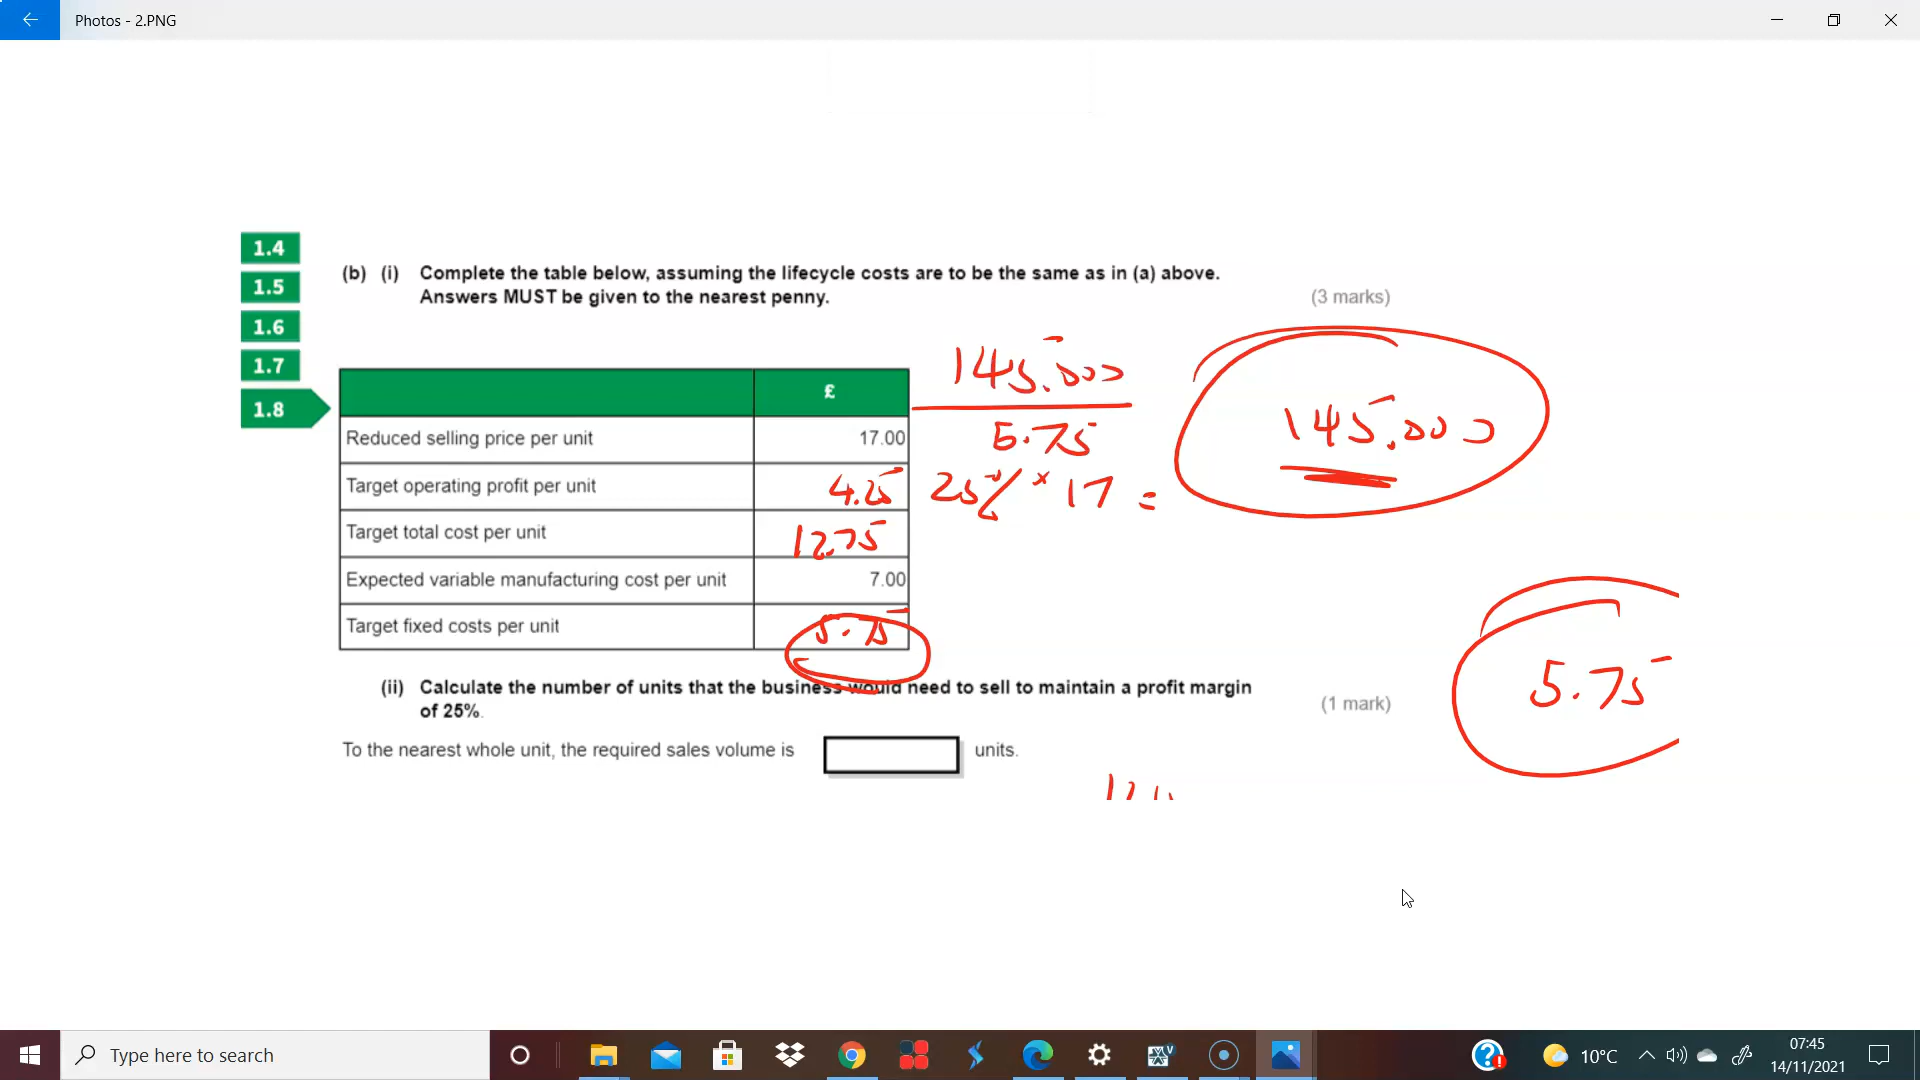 Photos - 2.PNG
1.4
1.5
1.6
1.7
1.8
(b) (i) Complete the table below, assuming the lifecycle costs are to be the same as in (a) above.
Answers MUST be given to the nearest penny.
(3 marks)
£
Reduced selling price per unit 17.00
Target operating profit per unit 4.25
Target total cost per unit 12.75
Expected variable manufacturing cost per unit 7.00
Target fixed costs per unit 5.75
145.000
5.75
25% × 17 =
145.000
5.75
(ii) Calculate the number of units that the business would need to sell to maintain a profit margin
of 25%.
(1 mark)
To the nearest whole unit, the required sales volume is units.
Type here to search
10°C
07:45
14/11/2021